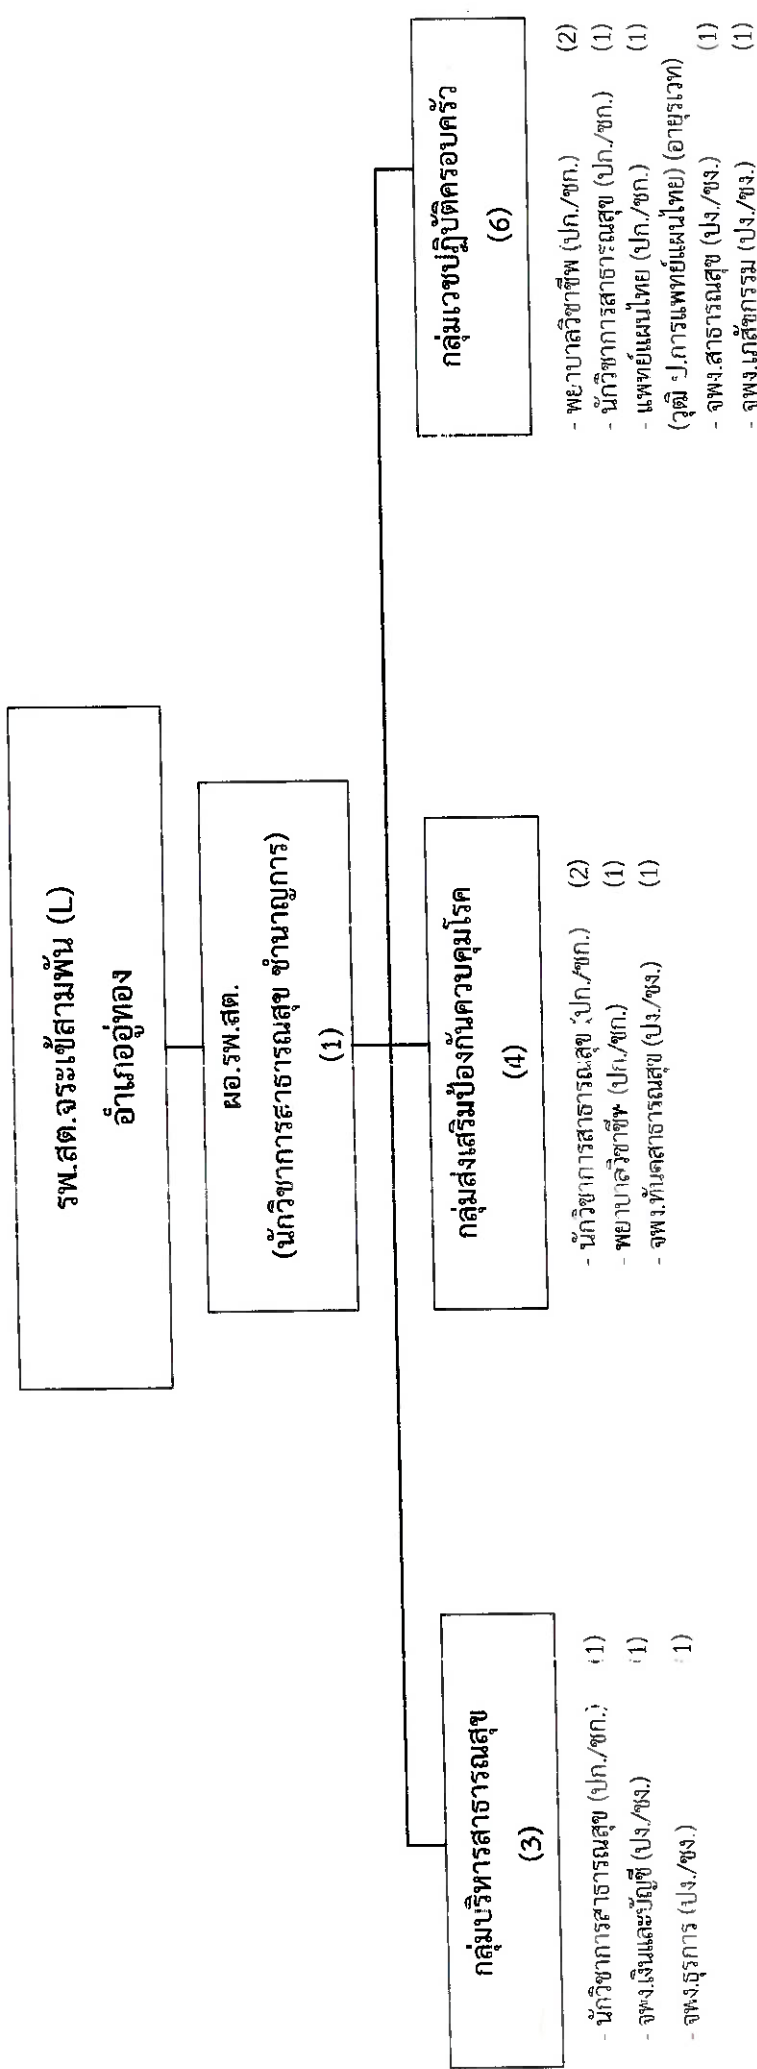 รพ.สต.จระเข้สามพัน (L)
อำเภออู่ทอง
ผอ.รพ.สต.
(นักวิชาการสาธารณสุข ชำนาญการ)
(1)
กลุ่มบริหารสาธารณสุข
(3)
- นักวิชาการสาธารณสุข (ปก./ชก.) (1)
- จพง.เงินและบัญชี (ปง./ชง.) (1)
- จพง.ธุรการ (ปง./ชง.) (1)
กลุ่มส่งเสริมป้องกันควบคุมโรค
(4)
- นักวิชาการสาธารณสุข (ปก./ชก.) (2)
- พยาบาลวิชาชีพ (ปก./ชก.) (1)
- จพง.ทันตสาธารณสุข (ปง./ชง.) (1)
กลุ่มเวชปฏิบัติครอบครัว
(6)
- พยาบาลวิชาชีพ (ปก./ชก.) (2)
- นักวิชาการสาธารณสุข (ปก./ชก.) (1)
- แพทย์แผนไทย (ปก./ชก.) (1)
(วุฒิ ป.การแพทย์แผนไทย) (อายุรเวท)
- จพง.สาธารณสุข (ปง./ชง.) (1)
- จพง.เภสัชกรรม (ปง./ชง.) (1)